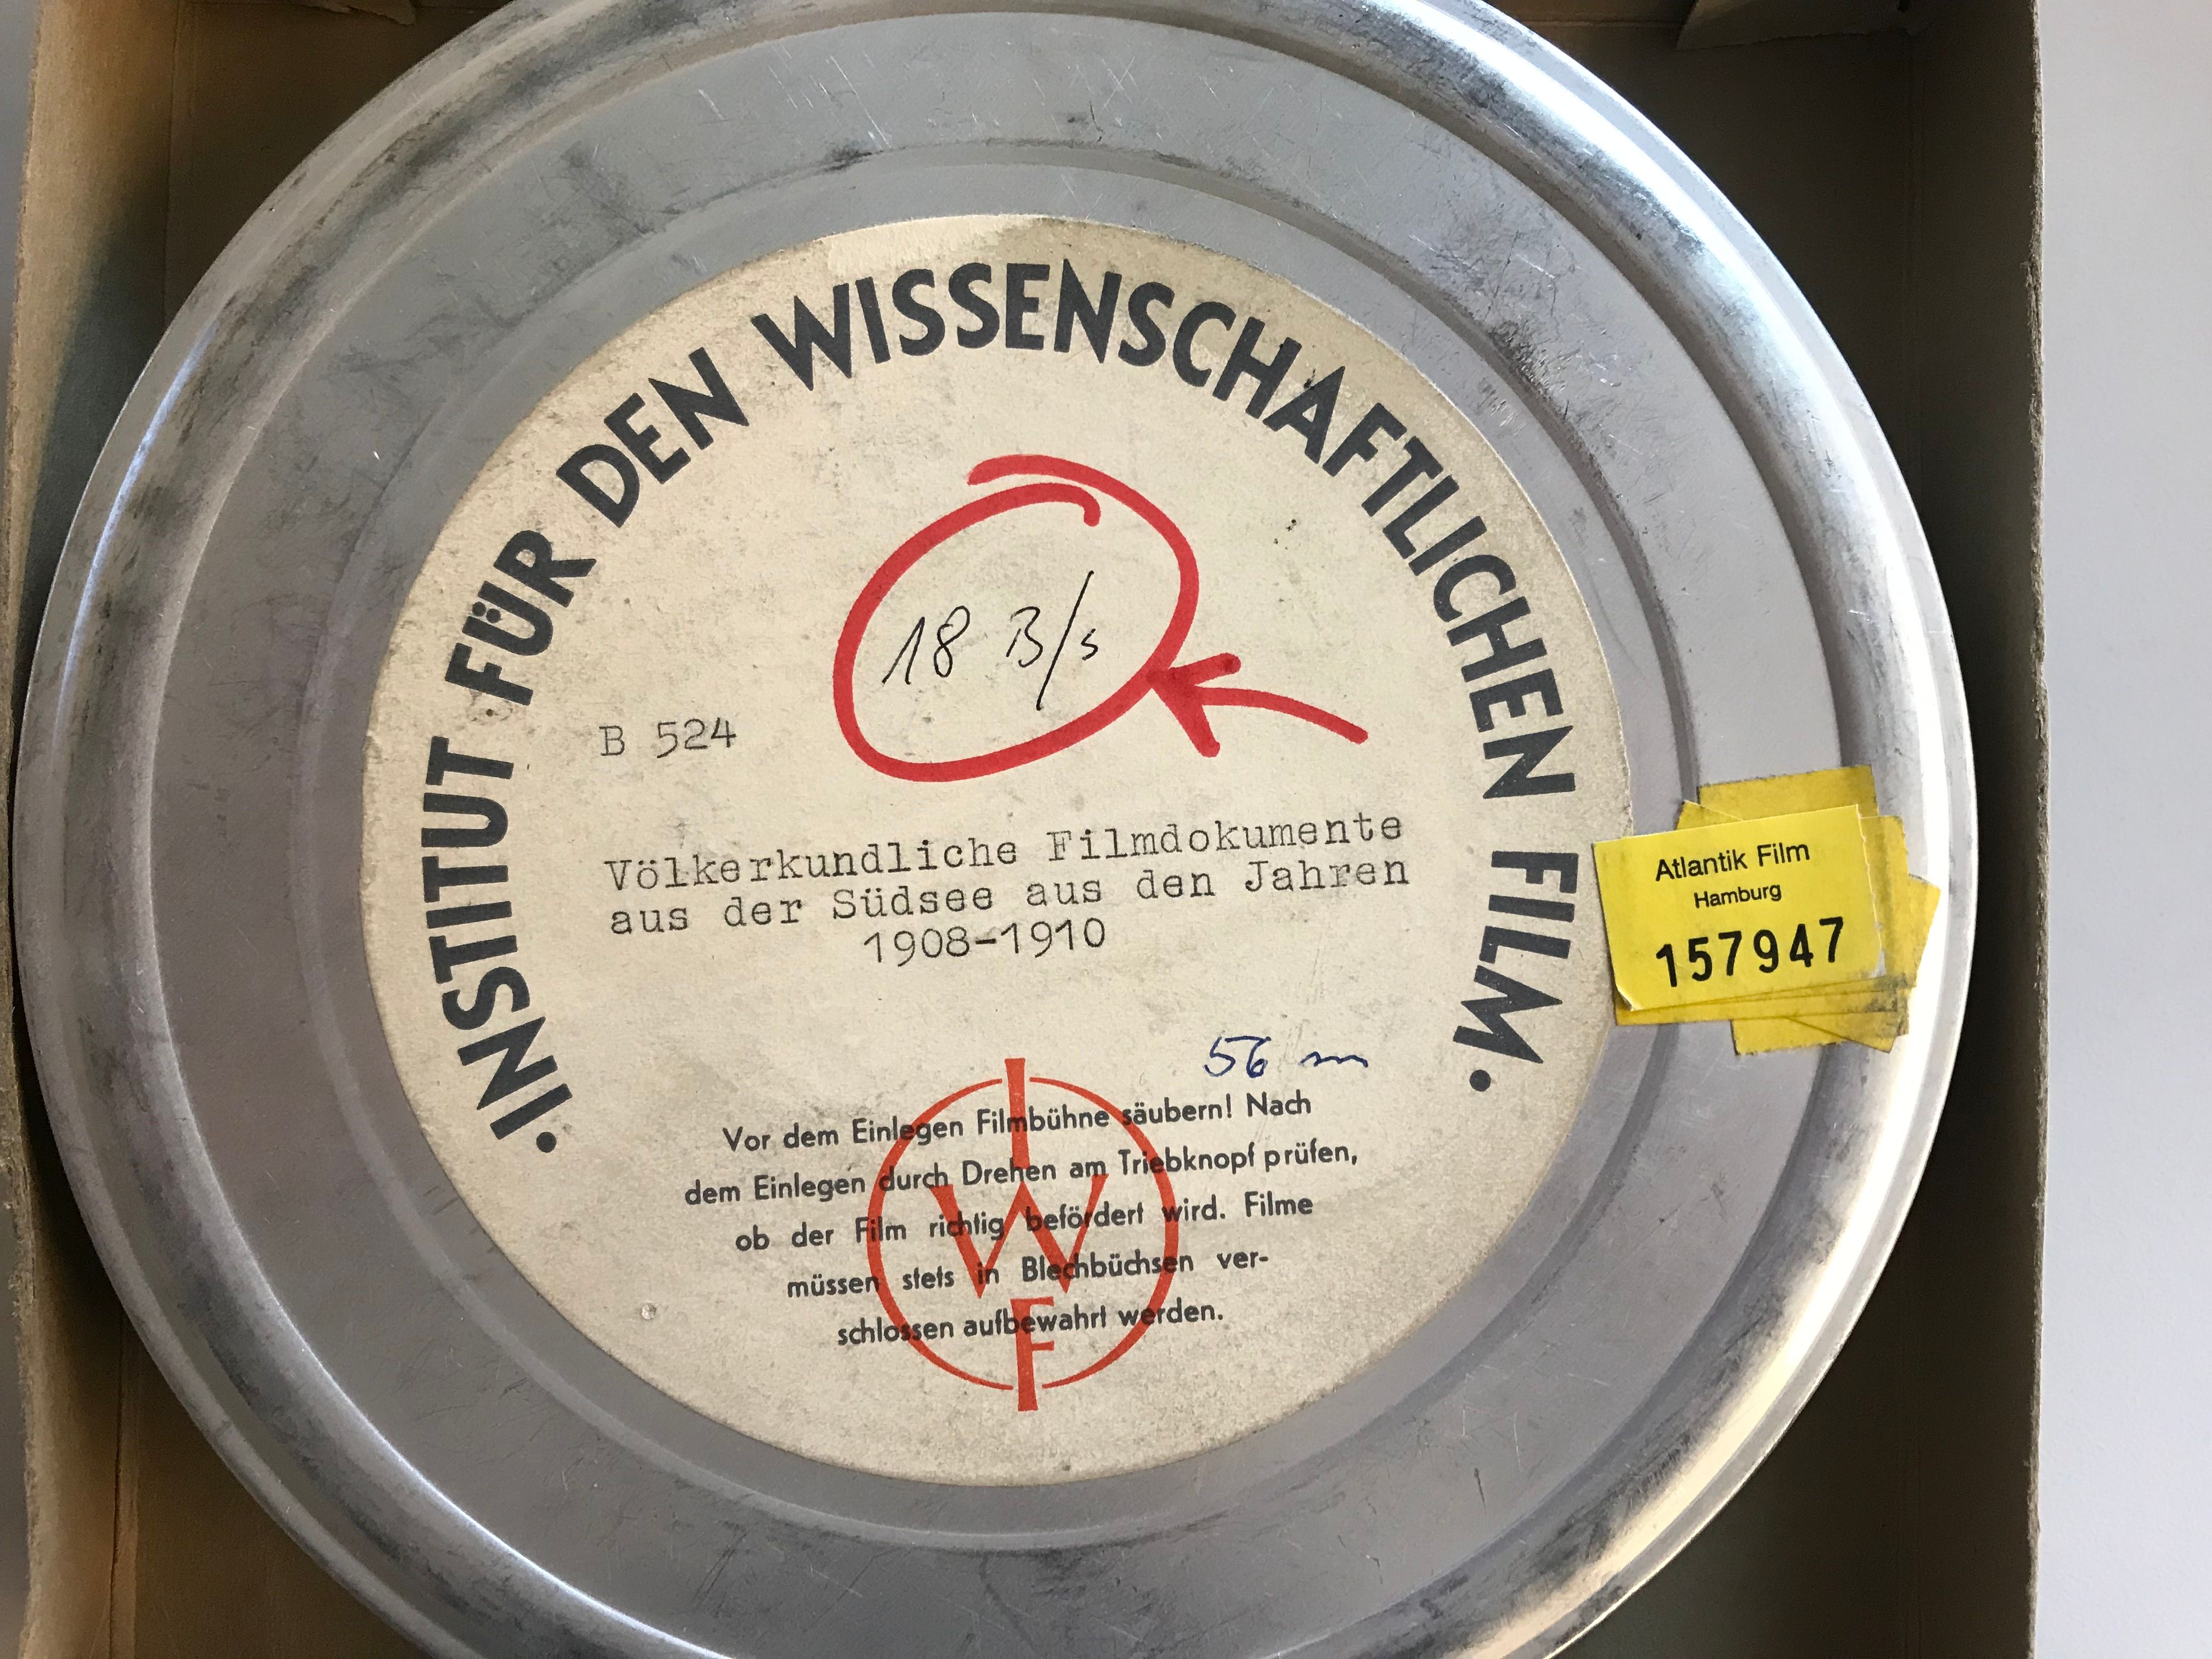 · INSTITUT FÜR DEN WISSENSCHAFTLICHEN FILM ·
18 B/s
B 524
Völkerkundliche Filmdokumente
aus der Südsee aus den Jahren
1908-1910
56 m
Vor dem Einlegen Filmbühne säubern! Nach
dem Einlegen durch Drehen am Triebknopf prüfen,
ob der Film richtig befördert wird. Filme
müssen stets in Blechbüchsen ver-
schlossen aufbewahrt werden.
I
W
F
Atlantik Film
Hamburg
157947